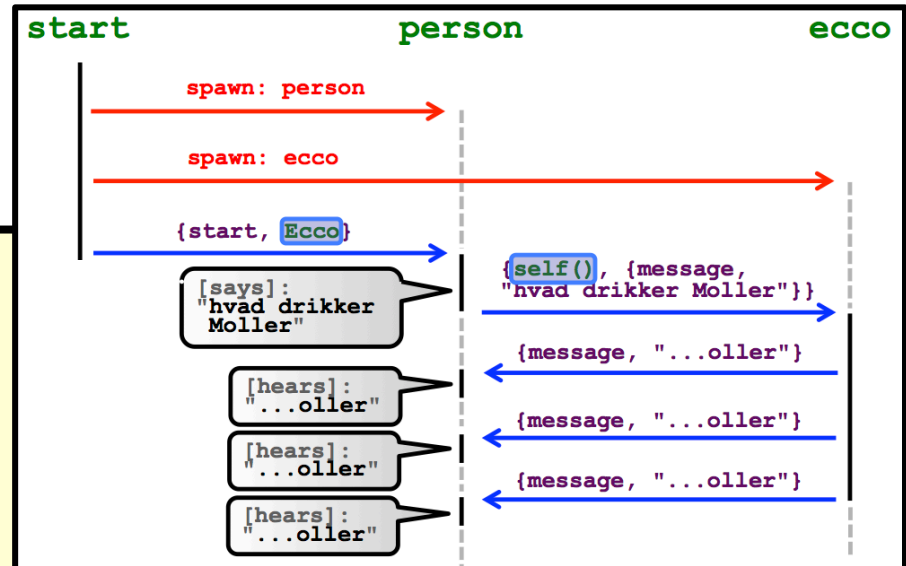 start person ecco
spawn: person
spawn: ecco
{start, Ecco}
[says]:
"hvad drikker
Moller"
{self(), {message,
"hvad drikker Moller"}}
{message, "...oller"}
[hears]:
"...oller"
{message, "...oller"}
[hears]:
"...oller"
{message, "...oller"}
[hears]:
"...oller"